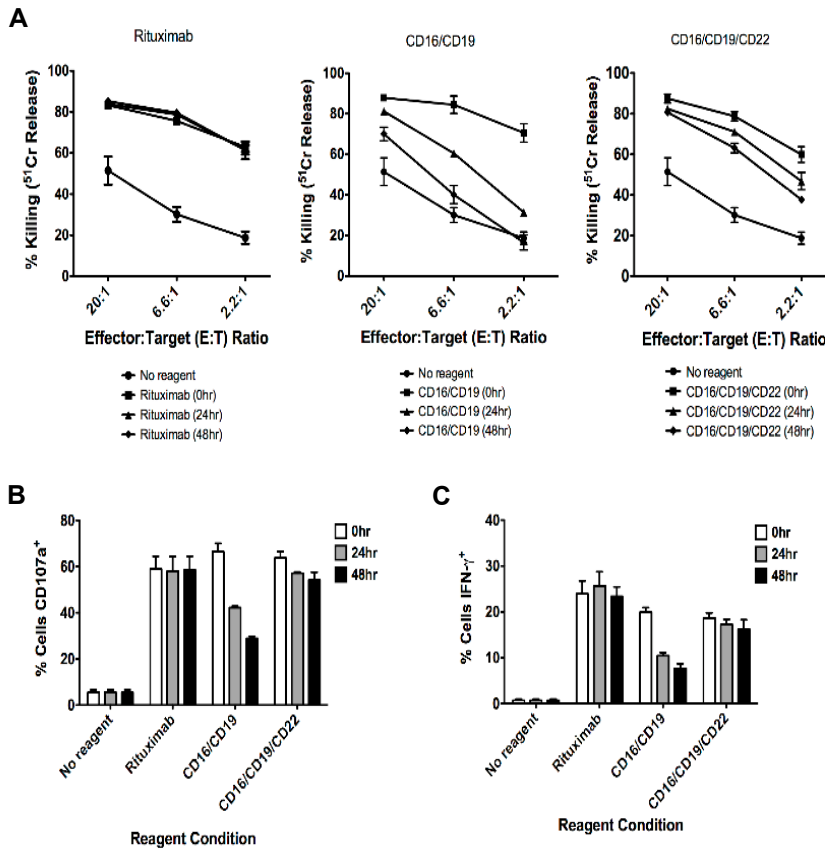 A
Rituximab
CD16/CD19
CD16/CD19/CD22
% Killing (⁵¹Cr Release)
100
80
60
40
20
0
20:1
6.6:1
2.2:1
Effector:Target (E:T) Ratio
No reagent
Rituximab (0hr)
Rituximab (24hr)
Rituximab (48hr)
% Killing (⁵¹Cr Release)
100
80
60
40
20
0
20:1
6.6:1
2.2:1
Effector:Target (E:T) Ratio
No reagent
CD16/CD19 (0hr)
CD16/CD19 (24hr)
CD16/CD19 (48hr)
% Killing (⁵¹Cr Release)
100
80
60
40
20
0
20:1
6.6:1
2.2:1
Effector:Target (E:T) Ratio
No reagent
CD16/CD19/CD22 (0hr)
CD16/CD19/CD22 (24hr)
CD16/CD19/CD22 (48hr)
B
% Cells CD107a⁺
80
60
40
20
0
0hr
24hr
48hr
No reagent
Rituximab
CD16/CD19
CD16/CD19/CD22
Reagent Condition
C
% Cells IFN-γ⁺
40
30
20
10
0
0hr
24hr
48hr
No reagent
Rituximab
CD16/CD19
CD16/CD19/CD22
Reagent Condition